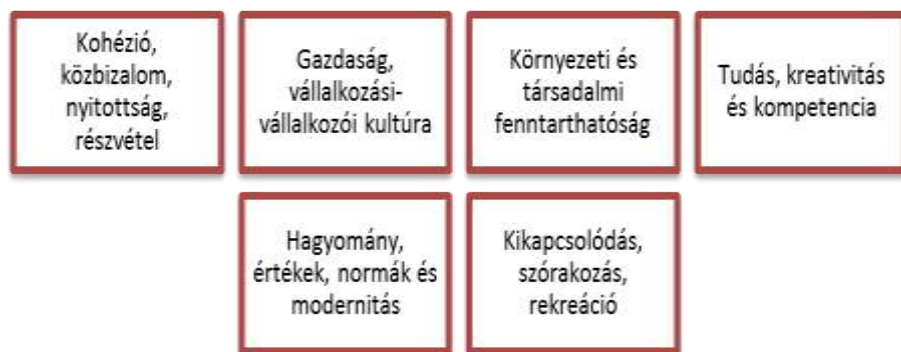 Kohézió,
közbizalom,
nyitottság,
részvétel
Gazdaság,
vállalkozási-
vállalkozói kultúra
Környezeti és
társadalmi
fenntarthatóság
Tudás, kreativitás
és kompetencia
Hagyomány,
értékek, normák és
modernitás
Kikapcsolódás,
szórakozás,
rekreáció